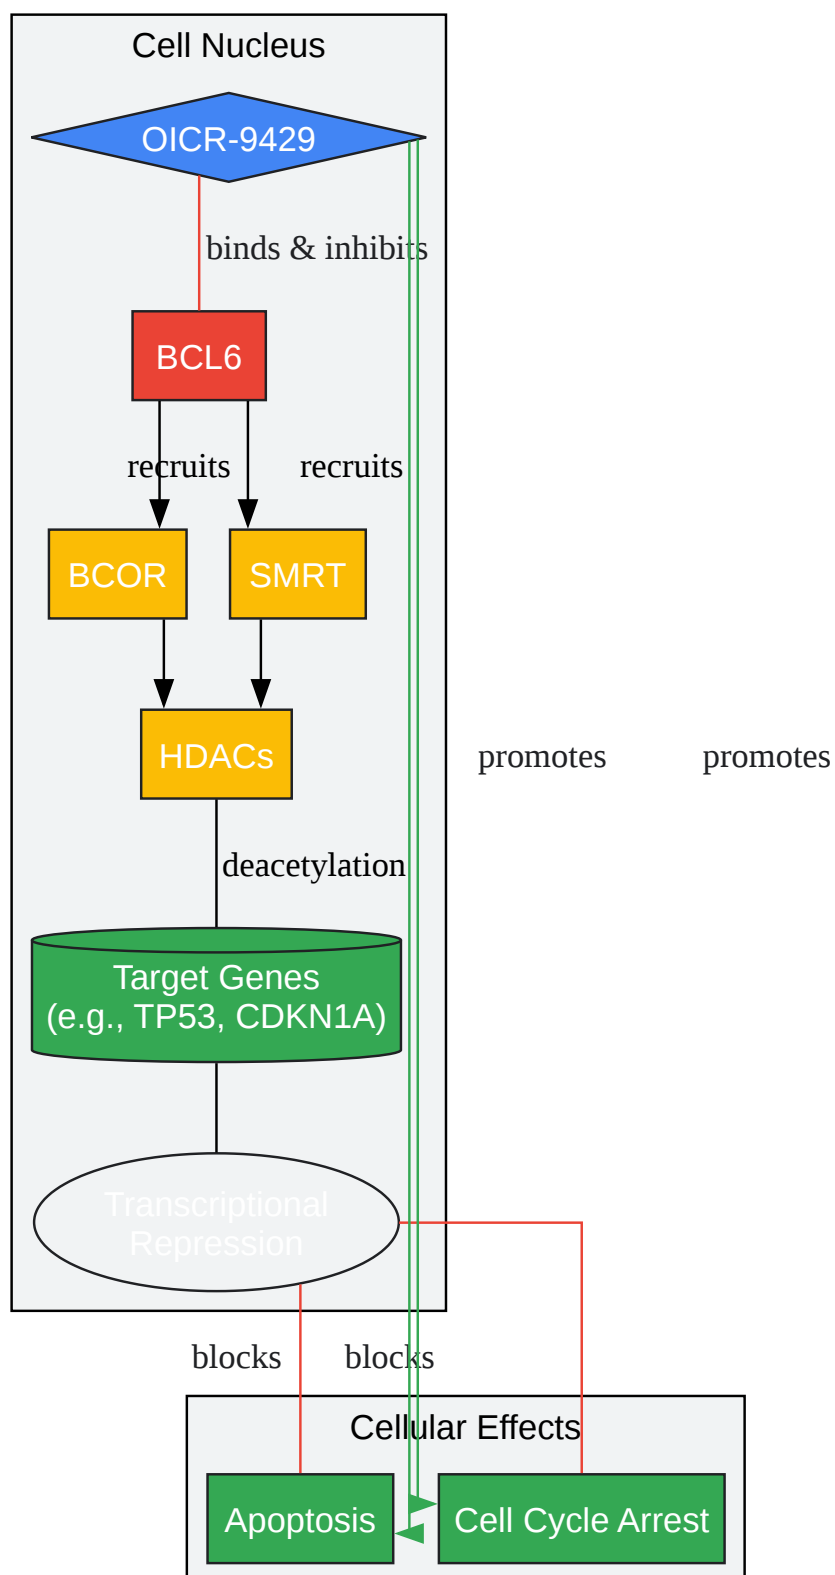 Cell Nucleus
OICR-9429
binds & inhibits
BCL6
recruits
recruits
BCOR
SMRT
HDACs
promotes
promotes
deacetylation
Target Genes
(e.g., TP53, CDKN1A)
Transcriptional
Repression
blocks
blocks
Cellular Effects
Apoptosis
Cell Cycle Arrest